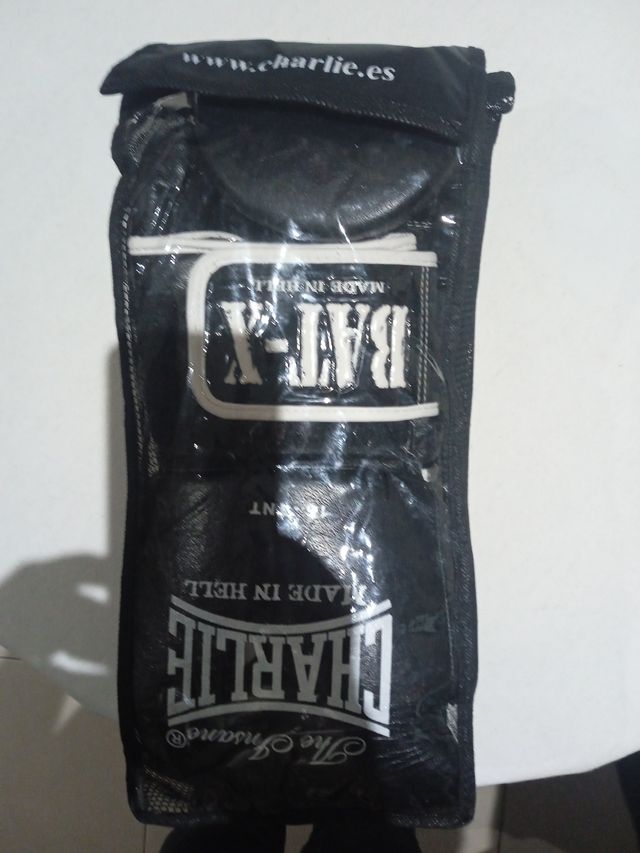 www.charlie.es
The Insane®
CHARLIE
MADE IN HELL
BAT-X
MADE IN HELL